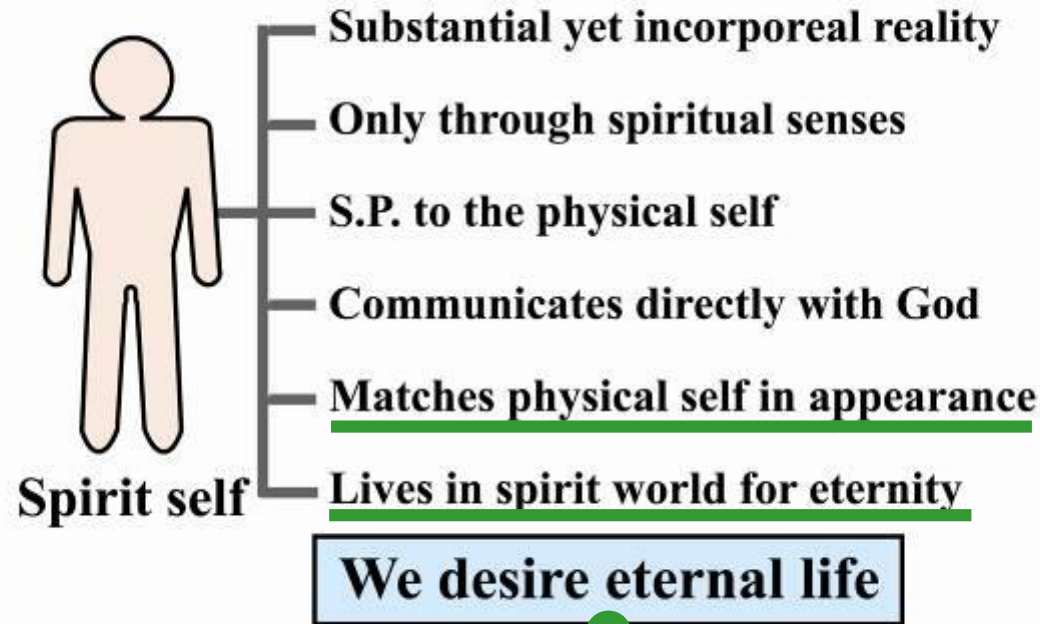 Substantial yet incorporeal reality
Only through spiritual senses
S.P. to the physical self
Communicates directly with God
Matches physical self in appearance
Lives in spirit world for eternity
Spirit self
We desire eternal life